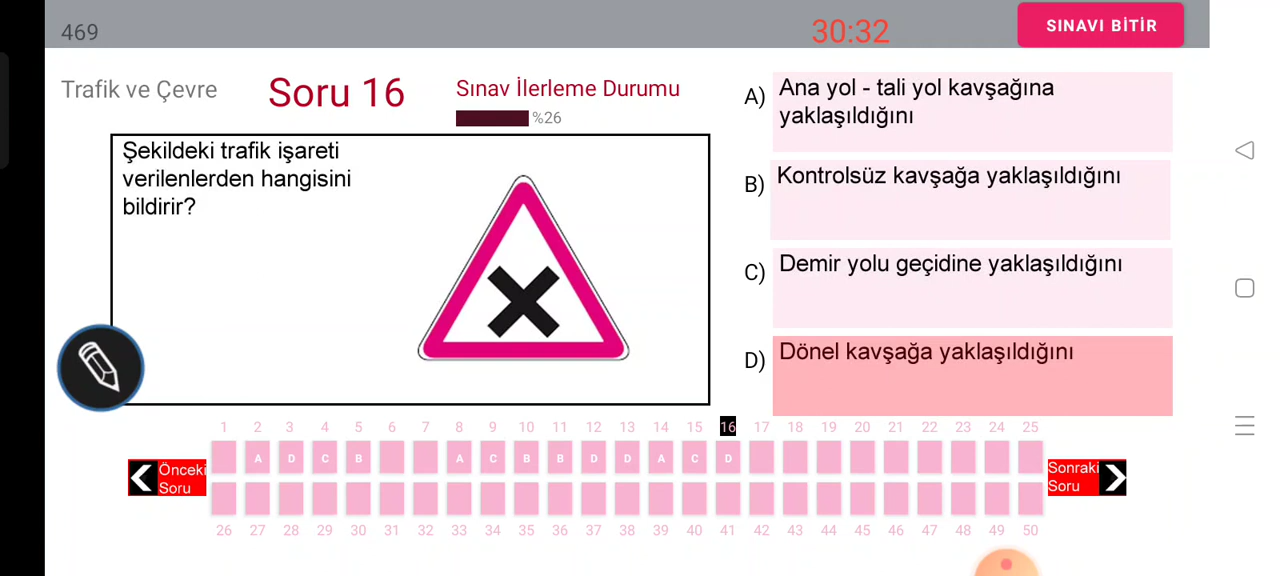 469
30:32
SINAVI BİTİR
Trafik ve Çevre
Soru 16
Sınav İlerleme Durumu
%26
Şekildeki trafik işareti
verilenlerden hangisini
bildirir?
A) Ana yol - tali yol kavşağına
yaklaşıldığını
B) Kontrolsüz kavşağa yaklaşıldığını
C) Demir yolu geçidine yaklaşıldığını
D) Dönel kavşağa yaklaşıldığını
1 2 3 4 5 6 7 8 9 10 11 12 13 14 15 16 17 18 19 20 21 22 23 24 25
A D C B A C B B D D A C D
Önceki
Soru
Sonraki
Soru
26 27 28 29 30 31 32 33 34 35 36 37 38 39 40 41 42 43 44 45 46 47 48 49 50